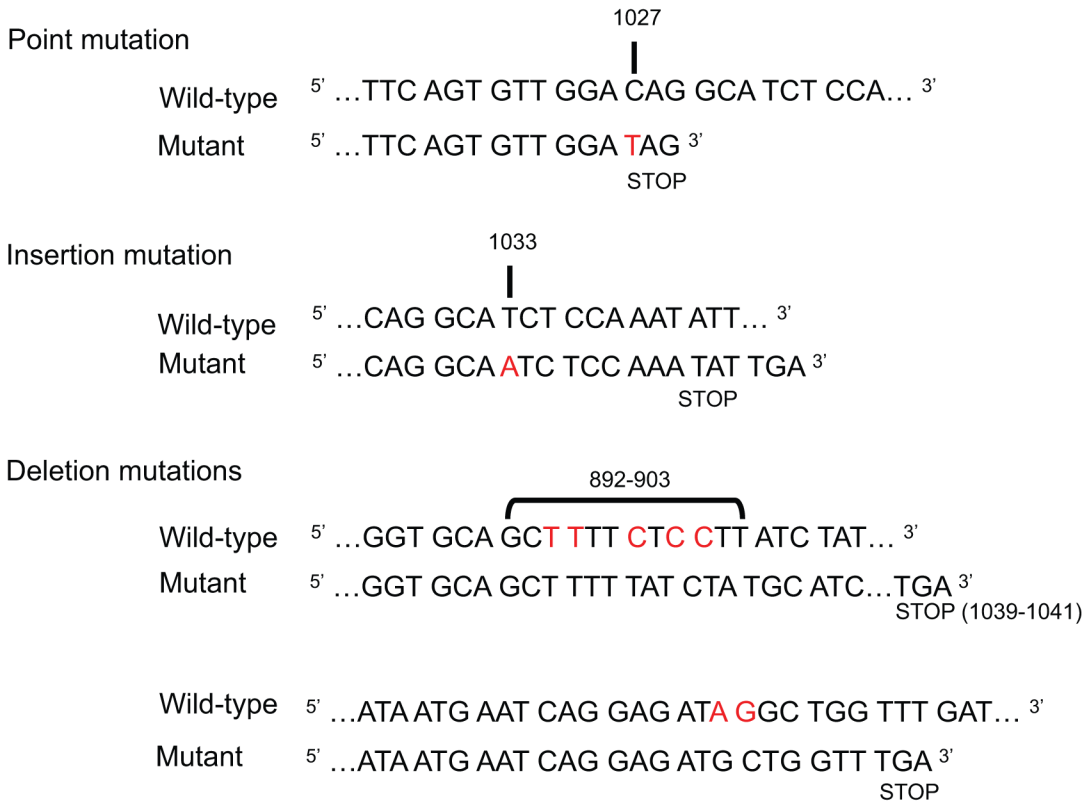 1027
Point mutation
Wild-type 5’ …TTC AGT GTT GGA CAG GCA TCT CCA… 3’
Mutant 5’ …TTC AGT GTT GGA TAG 3’
STOP
1033
Insertion mutation
Wild-type 5’ …CAG GCA TCT CCA AAT ATT… 3’
Mutant 5’ …CAG GCA ATC TCC AAA TAT TGA 3’
STOP
Deletion mutations
892-903
Wild-type 5’ …GGT GCA GCT T TT CTC CTT ATC TAT… 3’
Mutant 5’ …GGT GCA GCT TTT TAT CTA TGC ATC…TGA 3’
STOP (1039-1041)
Wild-type 5’ …ATA ATG AAT CAG GAG ATA GGC TGG TTT GAT… 3’
Mutant 5’ …ATA ATG AAT CAG GAG ATG CTG GTT TGA 3’
STOP